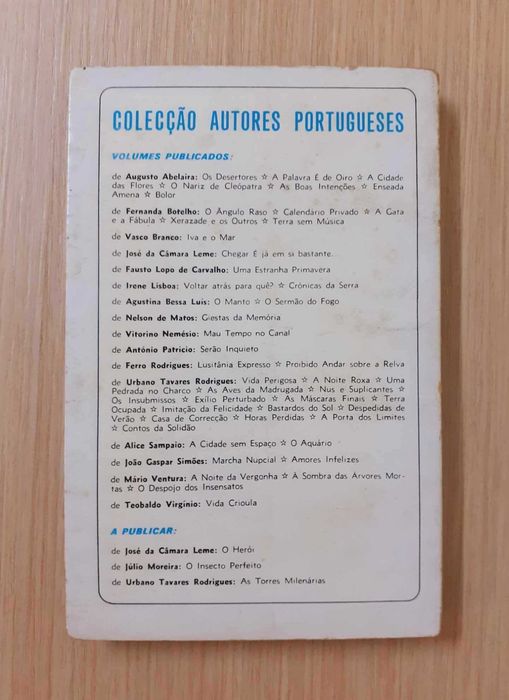 COLECÇÃO AUTORES PORTUGUESES
VOLUMES PUBLICADOS:
de Augusto Abelaira: Os Desertores ☆ A Palavra É de Oiro ☆ A Cidade
das Flores ☆ O Nariz de Cleópatra ☆ As Boas Intenções ☆ Enseada
Amena ☆ Bolor
de Fernanda Botelho: O Ângulo Raso ☆ Calendário Privado ☆ A Gata
e a Fábula ☆ Xerazade e os Outros ☆ Terra sem Música
de Vasco Branco: Iva e o Mar
de José da Câmara Leme: Chegar É já em si bastante.
de Fausto Lopo de Carvalho: Uma Estranha Primavera
de Irene Lisboa: Voltar atrás para quê? ☆ Crónicas da Serra
de Agustina Bessa Luís: O Manto ☆ O Sermão do Fogo
de Nelson de Matos: Giestas da Memória
de Vitorino Nemésio: Mau Tempo no Canal
de António Patrício: Serão Inquieto
de Ferro Rodrigues: Lusitânia Expresso ☆ Proibido Andar sobre a Relva
de Urbano Tavares Rodrigues: Vida Perigosa ☆ A Noite Roxa ☆ Uma
Pedrada no Charco ☆ As Aves da Madrugada ☆ Nus e Suplicantes ☆
Os Insubmissos ☆ Exílio Perturbado ☆ As Máscaras Finais ☆ Terra
Ocupada ☆ Imitação da Felicidade ☆ Bastardos do Sol ☆ Despedidas de
Verão ☆ Casa de Correcção ☆ Horas Perdidas ☆ A Porta dos Limites
☆ Contos da Solidão
de Alice Sampaio: A Cidade sem Espaço ☆ O Aquário
de João Gaspar Simões: Marcha Nupcial ☆ Amores Infelizes
de Mário Ventura: A Noite da Vergonha ☆ À Sombra das Árvores Mor-
tas ☆ O Despojo dos Insensatos
de Teobaldo Virgínio: Vida Crioula
A PUBLICAR:
de José da Câmara Leme: O Herói
de Júlio Moreira: O Insecto Perfeito
de Urbano Tavares Rodrigues: As Torres Milenárias